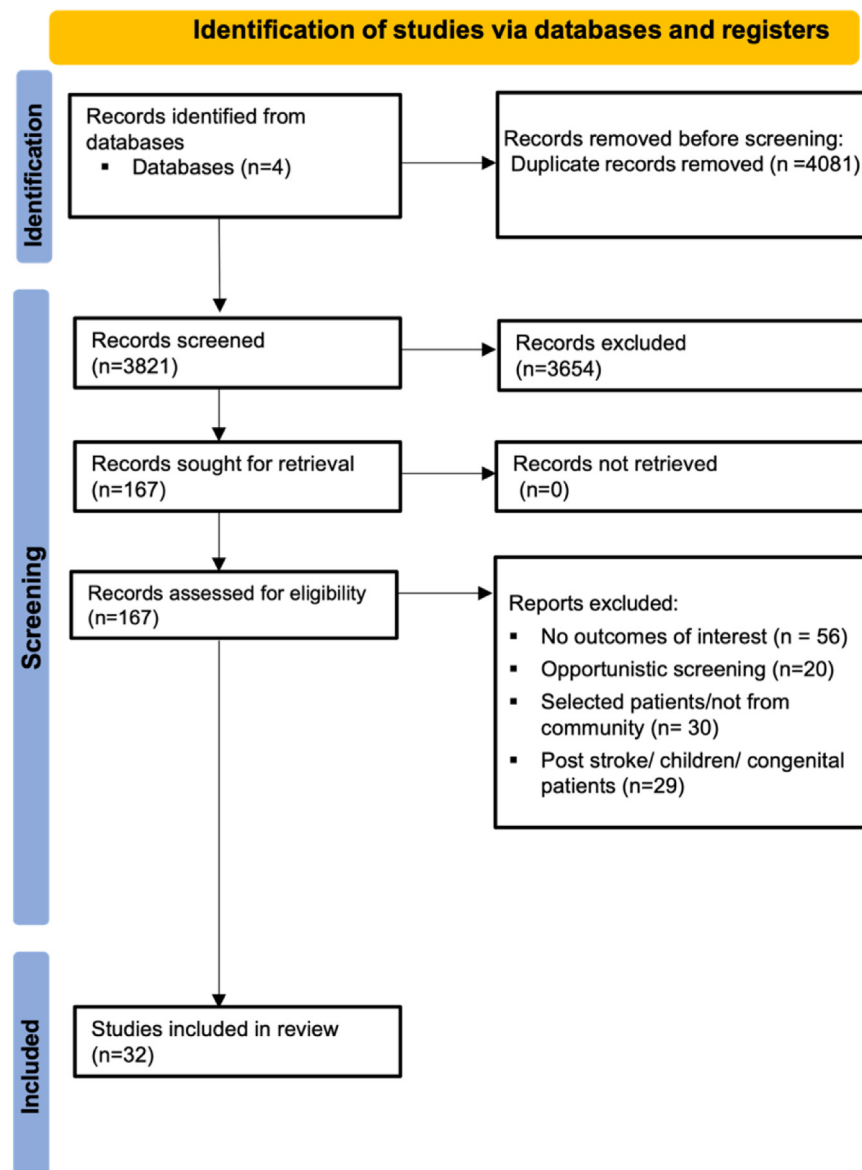 Identification of studies via databases and registers
Identification
Records identified from
databases
▪ Databases (n=4)
Records removed before screening:
Duplicate records removed (n =4081)
Screening
Records screened
(n=3821)
Records excluded
(n=3654)
Records sought for retrieval
(n=167)
Records not retrieved
(n=0)
Records assessed for eligibility
(n=167)
Reports excluded:
▪ No outcomes of interest (n = 56)
▪ Opportunistic screening (n=20)
▪ Selected patients/not from
community (n= 30)
▪ Post stroke/ children/ congenital
patients (n=29)
Included
Studies included in review
(n=32)